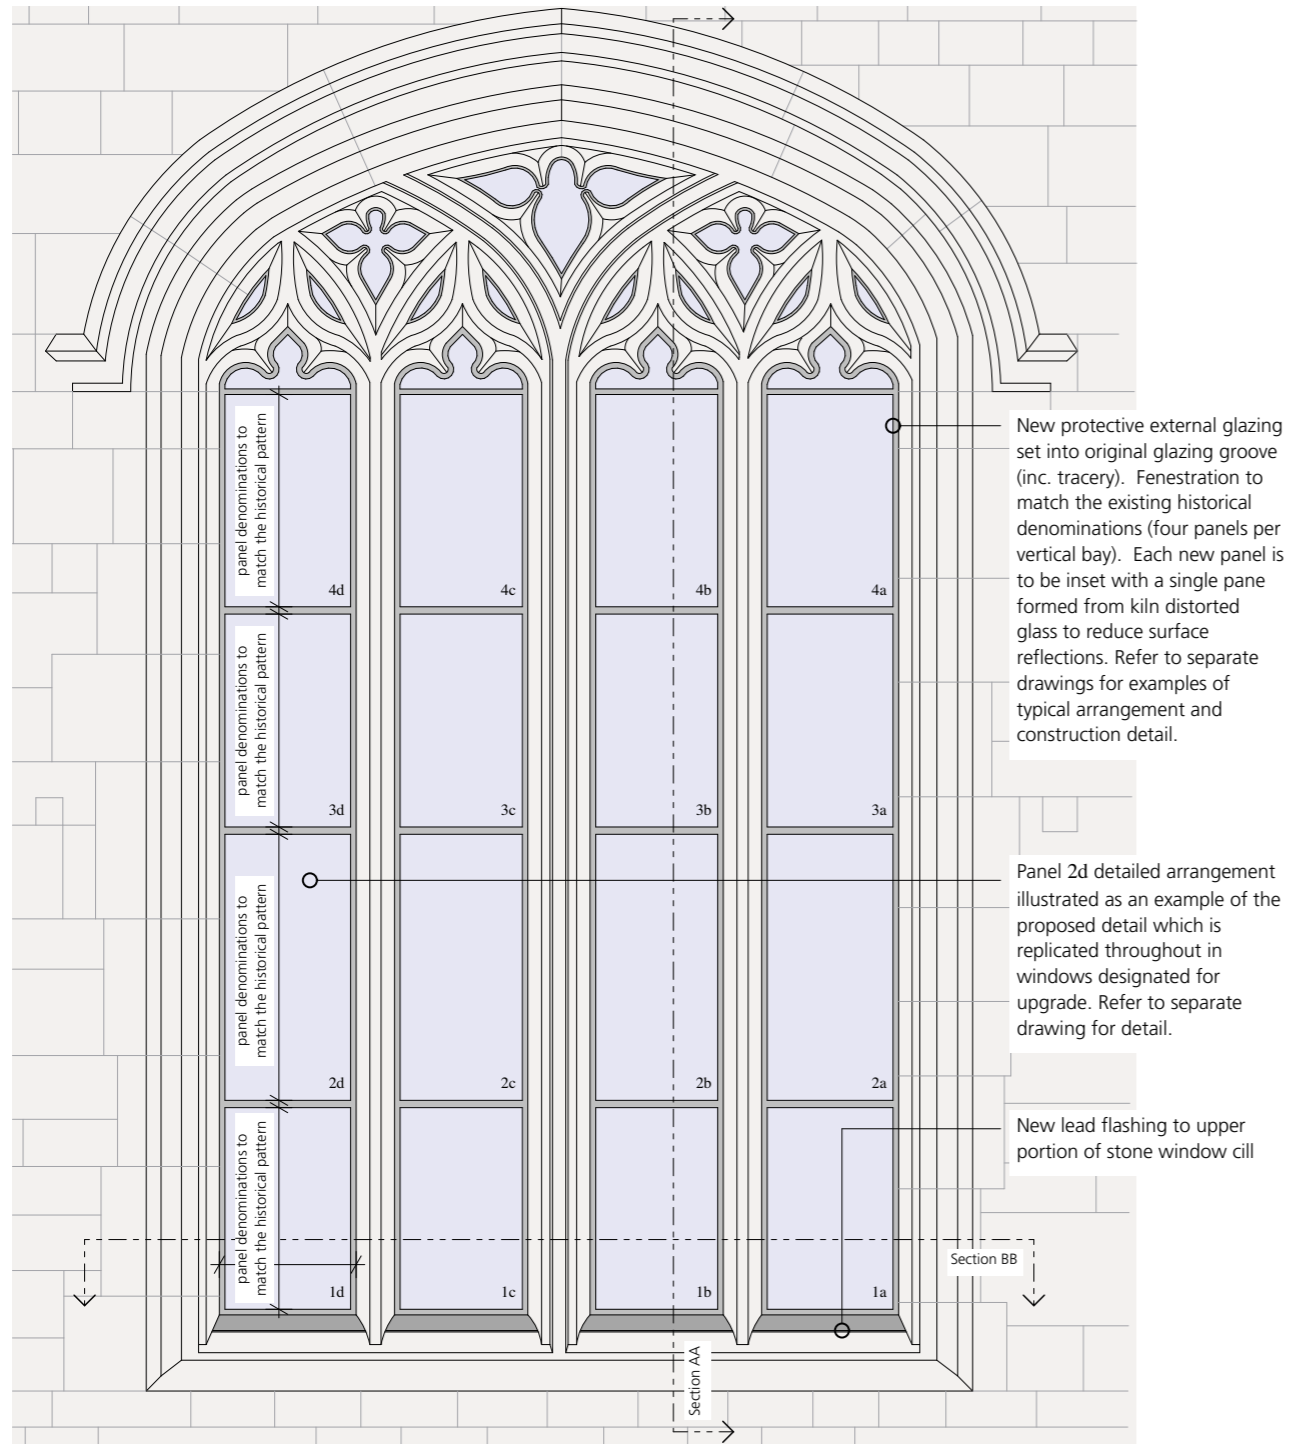 panel denominations to
match the historical pattern
4d
4c
4b
4a
New protective external glazing
set into original glazing groove
(inc. tracery).  Fenestration to
match the existing historical
denominations (four panels per
vertical bay).  Each new panel is
to be inset with a single pane
formed from kiln distorted
glass to reduce surface
reflections. Refer to separate
drawings for examples of
typical arrangement and
construction detail.
panel denominations to
match the historical pattern
3d
3c
3b
3a
panel denominations to
match the historical pattern
2d
2c
2b
2a
Panel 2d detailed arrangement
illustrated as an example of the
proposed detail which is
replicated throughout in
windows designated for
upgrade. Refer to separate
drawing for detail.
panel denominations to
match the historical pattern
1d
1c
1b
1a
New lead flashing to upper
portion of stone window cill
Section BB
Section AA